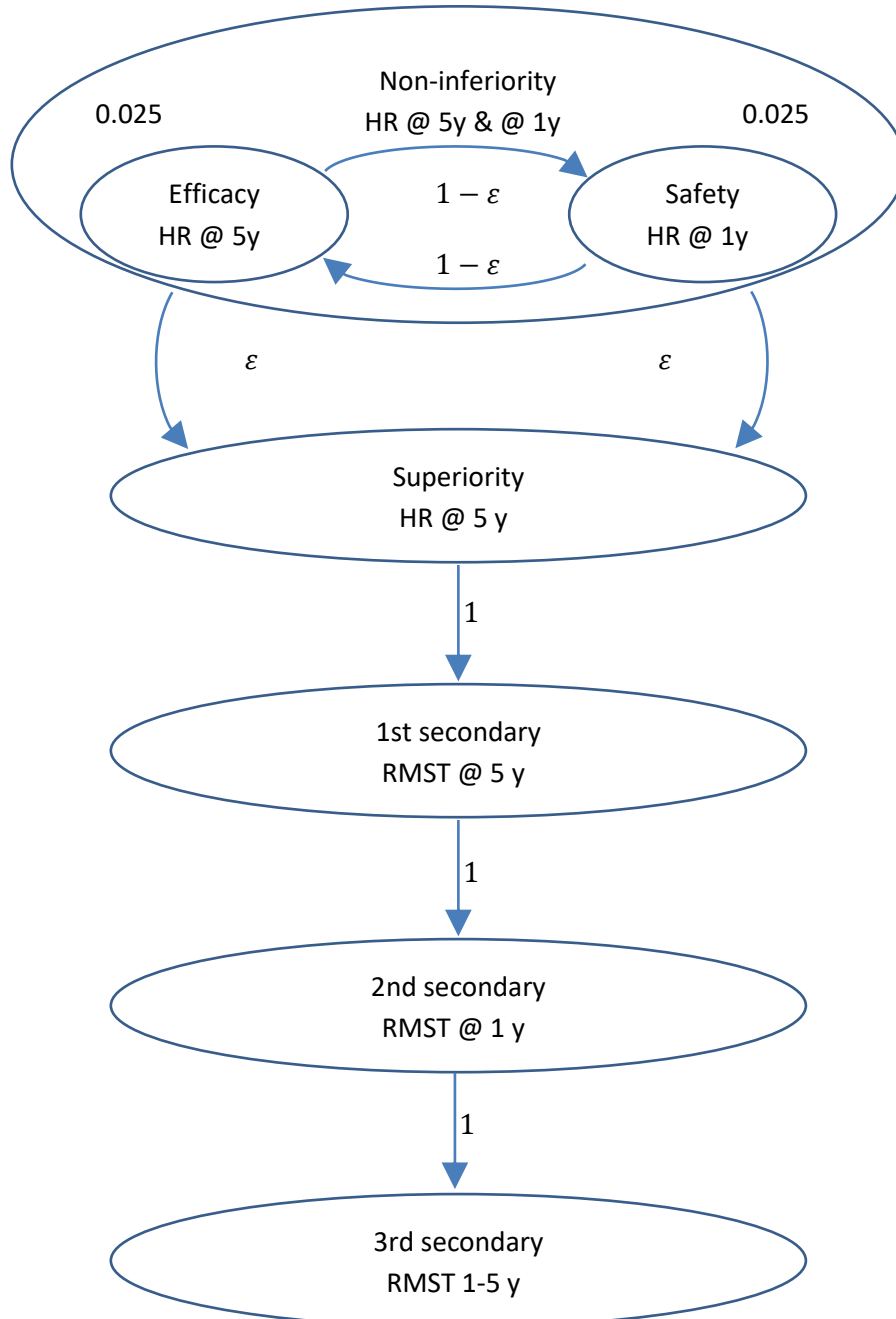 Non-inferiority
HR @ 5y & @ 1y
0.025
0.025
Efficacy
HR @ 5y
1 − ε
1 − ε
Safety
HR @ 1y
ε
ε
Superiority
HR @ 5 y
1
1st secondary
RMST @ 5 y
1
2nd secondary
RMST @ 1 y
1
3rd secondary
RMST 1-5 y